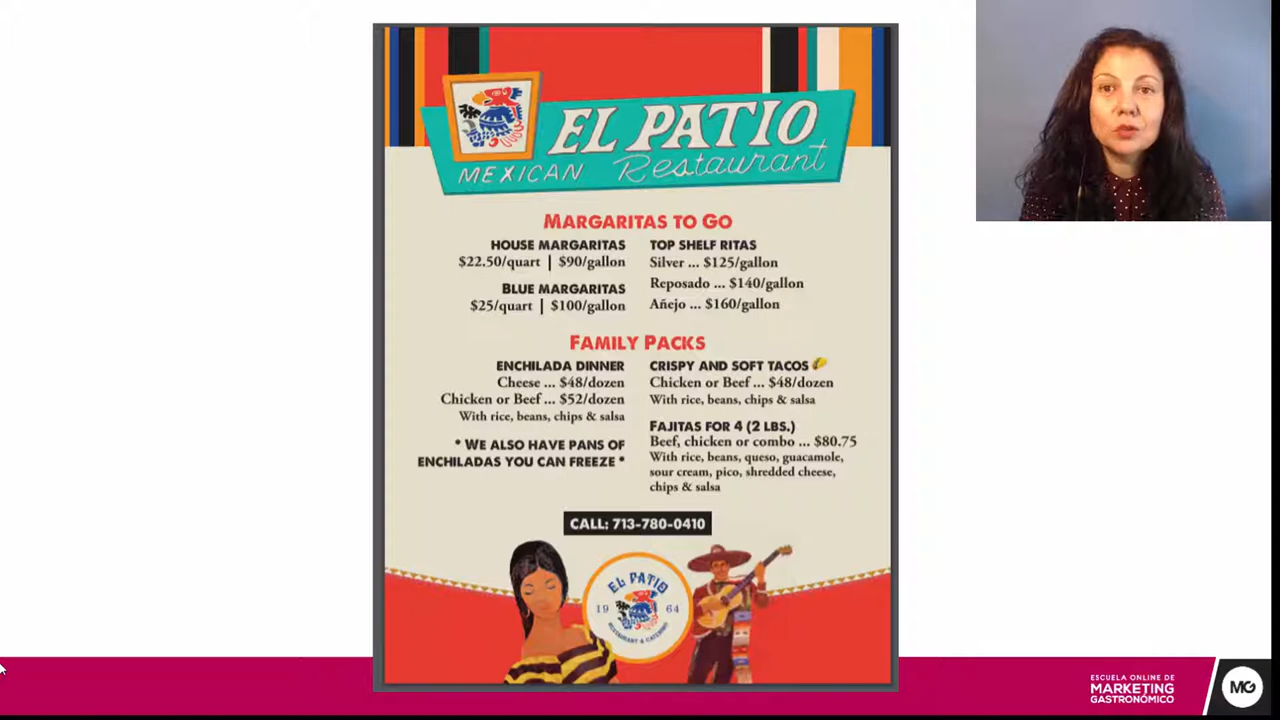 EL PATIO
MEXICAN Restaurant
MARGARITAS TO GO
HOUSE MARGARITAS
$22.50/quart | $90/gallon
BLUE MARGARITAS
$25/quart | $100/gallon
TOP SHELF RITAS
Silver ... $125/gallon
Reposado ... $140/gallon
Añejo ... $160/gallon
FAMILY PACKS
ENCHILADA DINNER
Cheese ... $48/dozen
Chicken or Beef ... $52/dozen
With rice, beans, chips & salsa
* WE ALSO HAVE PANS OF
ENCHILADAS YOU CAN FREEZE *
CRISPY AND SOFT TACOS
Chicken or Beef ... $48/dozen
With rice, beans, chips & salsa
FAJITAS FOR 4 (2 LBS.)
Beef, chicken or combo ... $80.75
With rice, beans, queso, guacamole,
sour cream, pico, shredded cheese,
chips & salsa
CALL: 713-780-0410
EL PATIO
19 64
RESTAURANT & CATERING
ESCUELA ONLINE DE
MARKETING
GASTRONÓMICO
MG